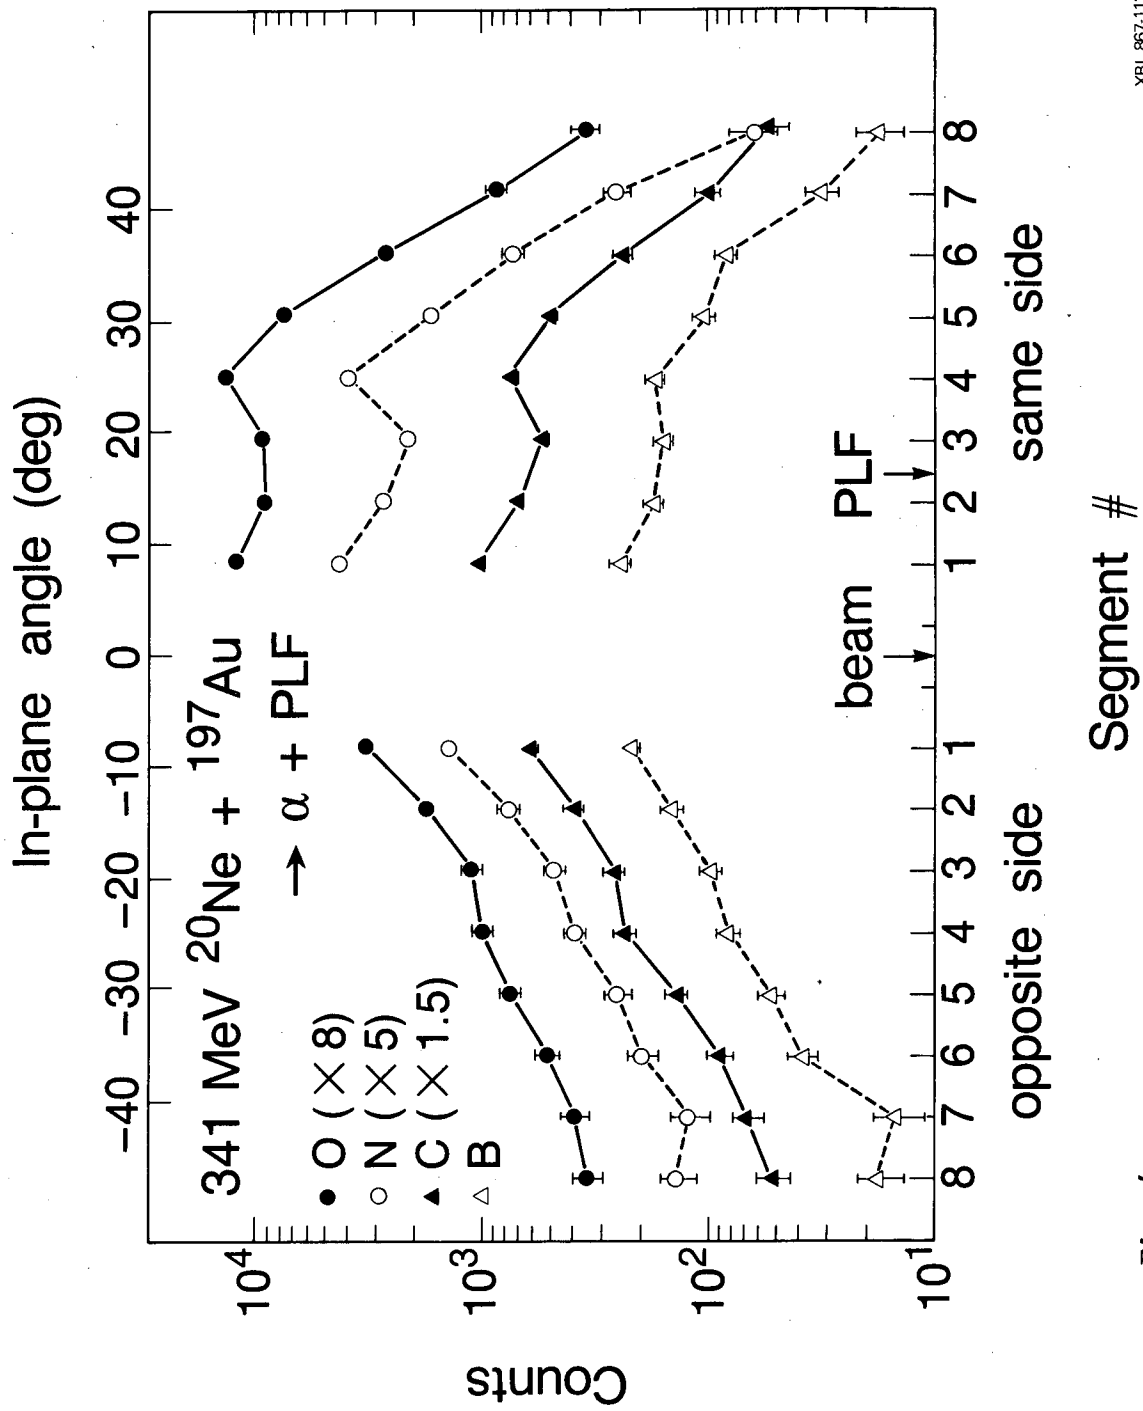 In-plane angle (deg)
−40 −30 −20 −10 0 10 20 30 40
341 MeV ²⁰Ne + ¹⁹⁷Au
→ α + PLF
● O (×8)
○ N (×5)
▲ C (×1.5)
△ B
10⁴
10³
10²
10¹
Counts
beam PLF
8 7 6 5 4 3 2 1 1 2 3 4 5 6 7 8
opposite side same side
Segment #